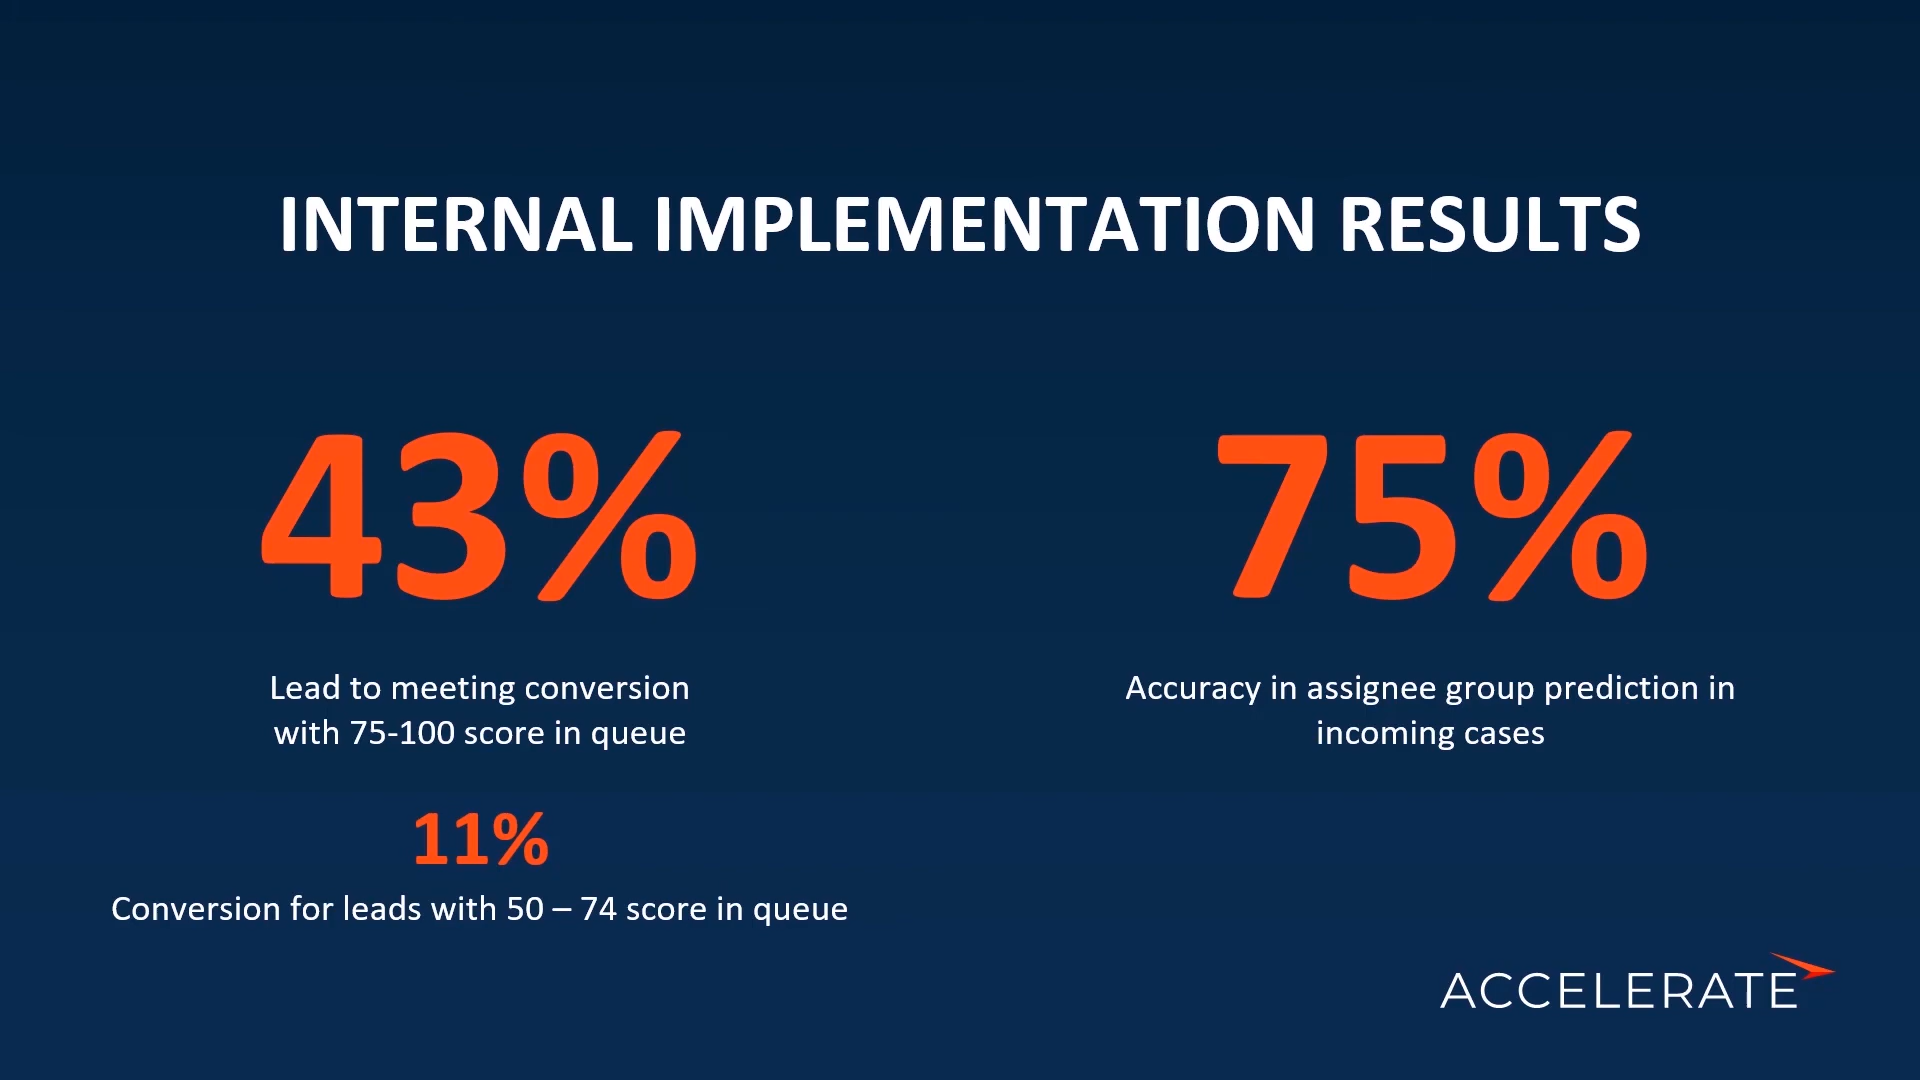 INTERNAL IMPLEMENTATION RESULTS
43%
Lead to meeting conversion
with 75-100 score in queue
11%
Conversion for leads with 50 – 74 score in queue
75%
Accuracy in assignee group prediction in
incoming cases
ACCELERATE